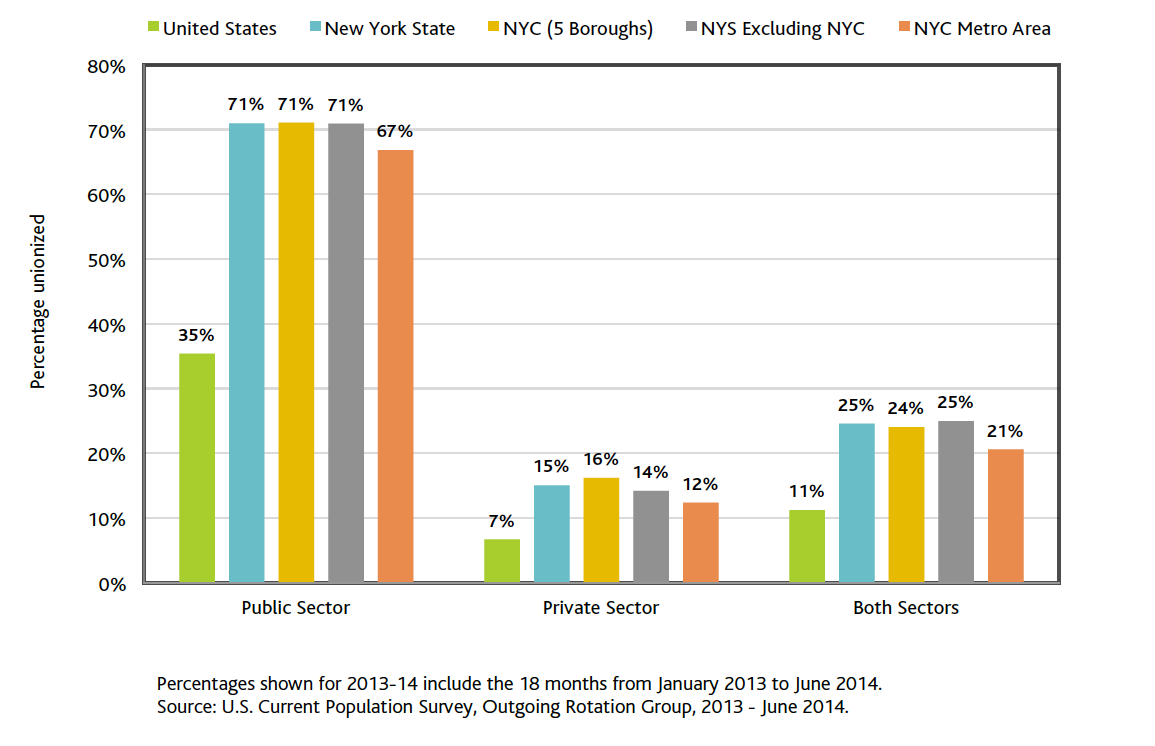 United States New York State NYC (5 Boroughs) NYS Excluding NYC NYC Metro Area
80%
70%
60%
50%
40%
30%
20%
10%
0%
Percentage unionized
35% 71% 71% 71% 67%
7% 15% 16% 14% 12%
11% 25% 24% 25% 21%
Public Sector Private Sector Both Sectors
Percentages shown for 2013-14 include the 18 months from January 2013 to June 2014.
Source: U.S. Current Population Survey, Outgoing Rotation Group, 2013 - June 2014.